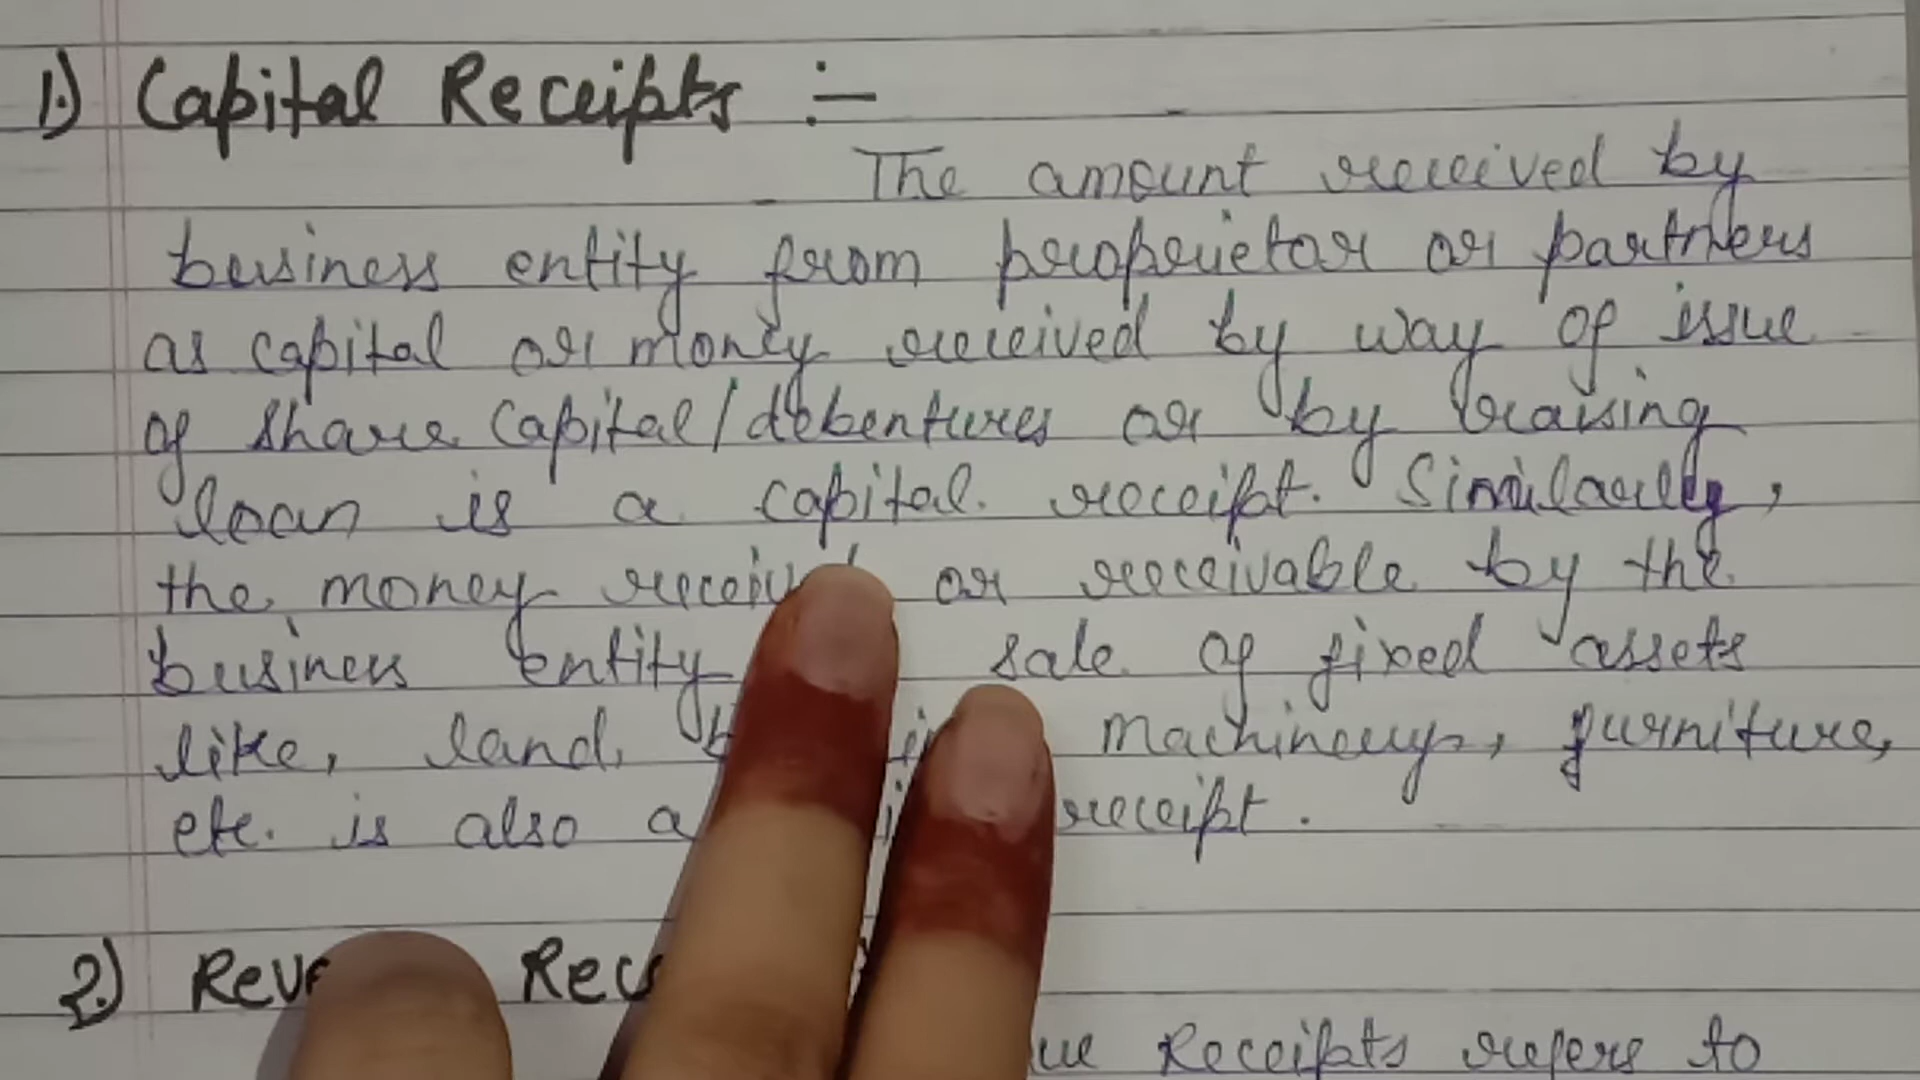 1.) Capital Receipts :-
The amount received by
business entity from proprietor or partners
as capital or money received by way of issue
of share capital/debentures or by raising
loan is a capital receipt. Similarly,
the money or receivable by the
business entity sale of fixed assets
like, land, machinery, furniture,
etc. is also a receipt.
2.)
Receipts refers to